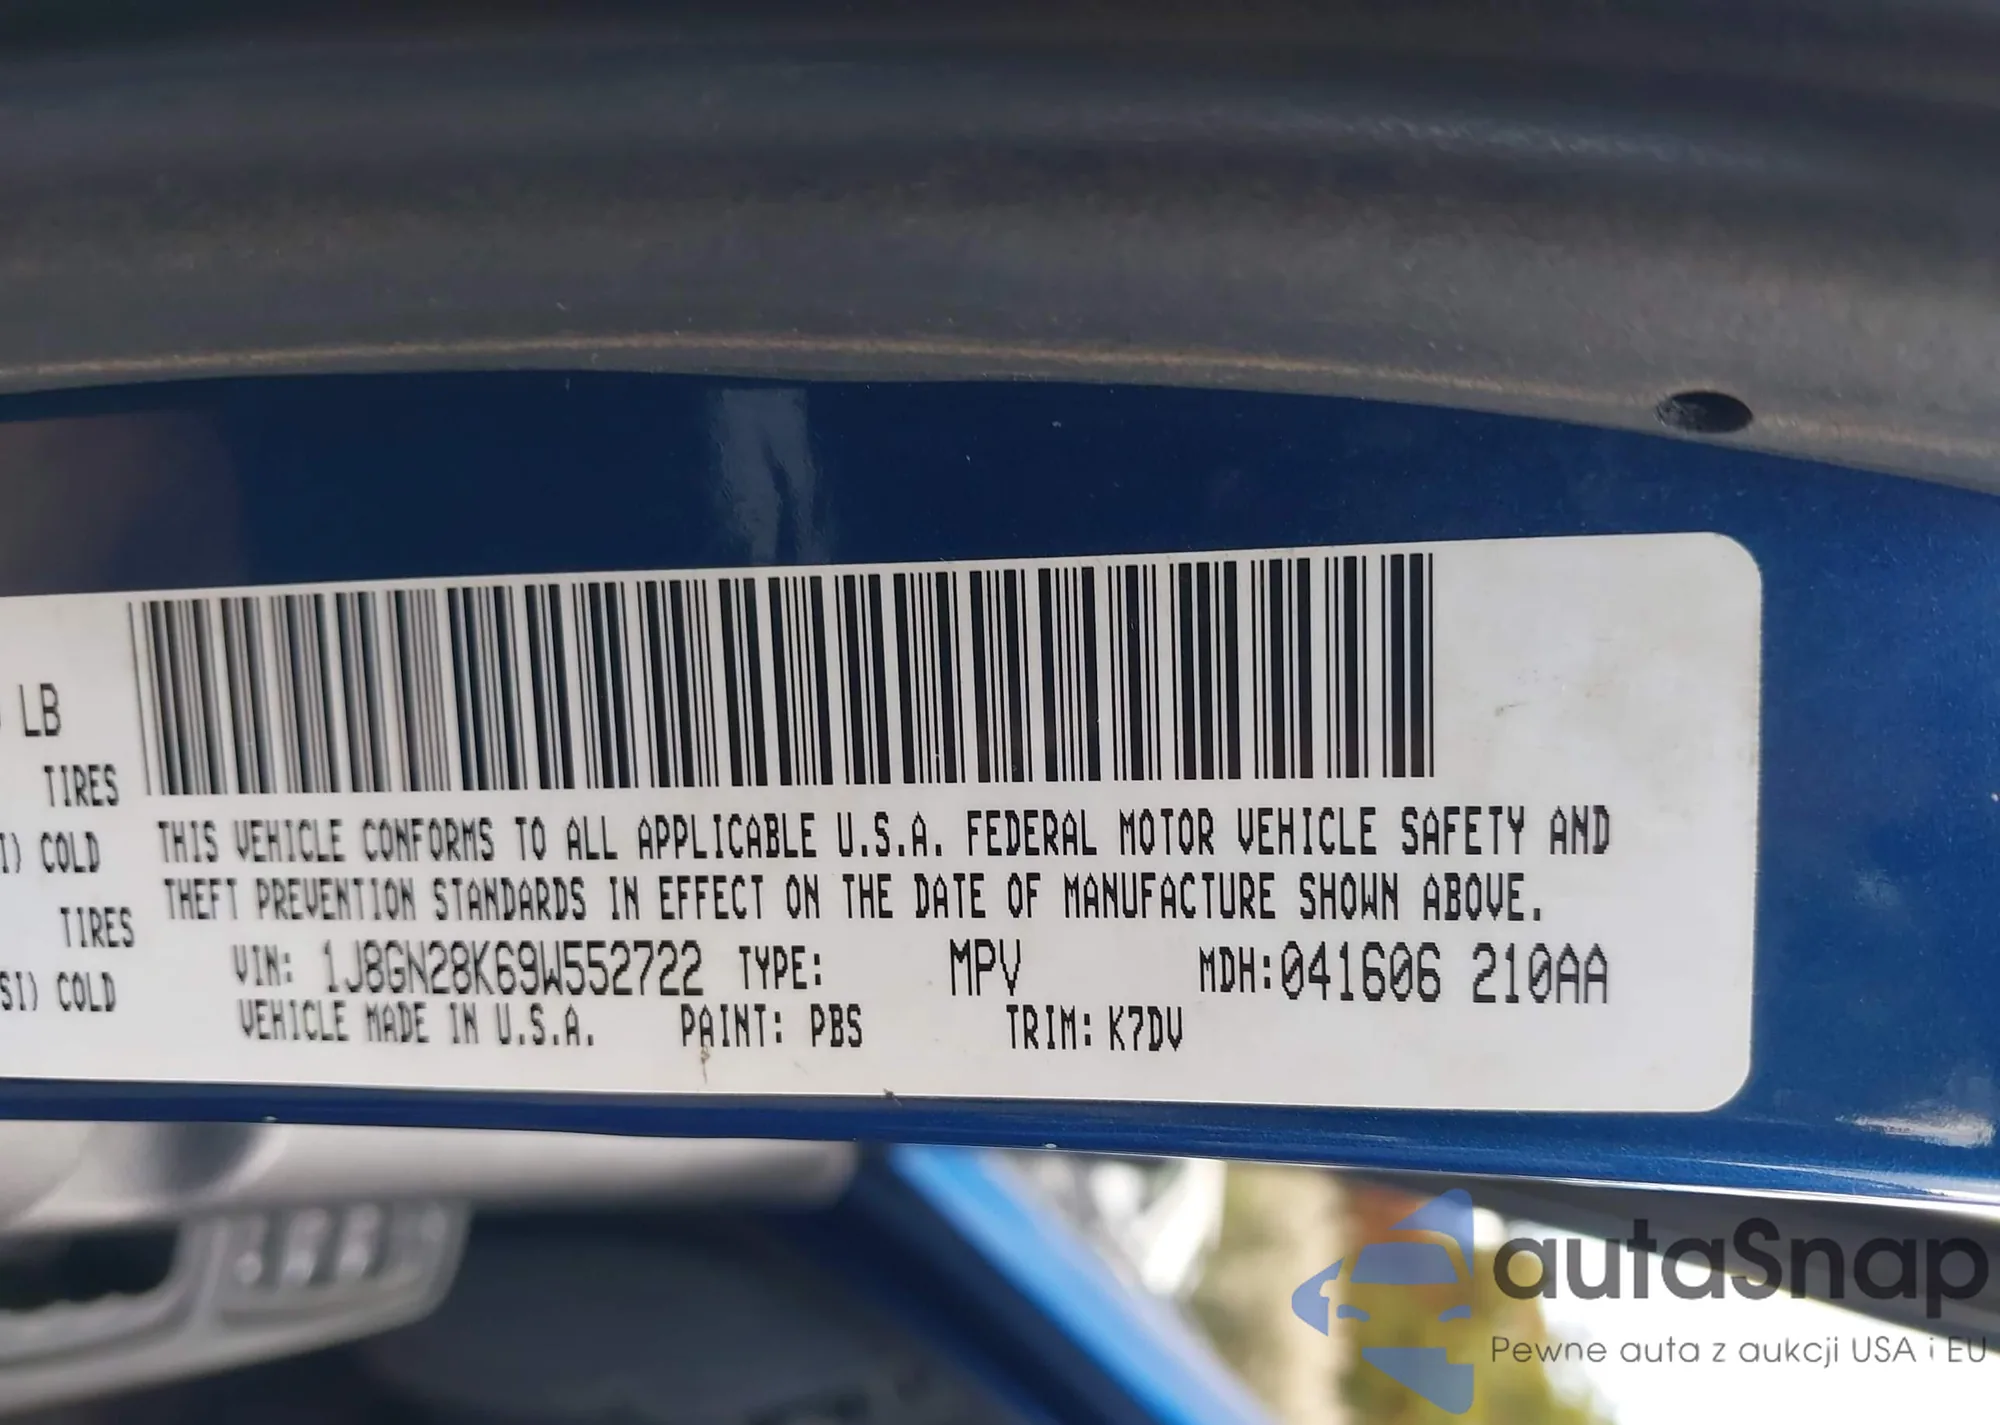 LB
TIRES
COLD
TIRES
COLD
THIS VEHICLE CONFORMS TO ALL APPLICABLE U.S.A. FEDERAL MOTOR VEHICLE SAFETY AND
THEFT PREVENTION STANDARDS IN EFFECT ON THE DATE OF MANUFACTURE SHOWN ABOVE.
VIN: 1J8GN28K69W552722 TYPE: MPV MDH:041606 210AA
VEHICLE MADE IN U.S.A. PAINT: PBS TRIM: K7DV
autaSnap
Pewne auta z aukcji USA i EU